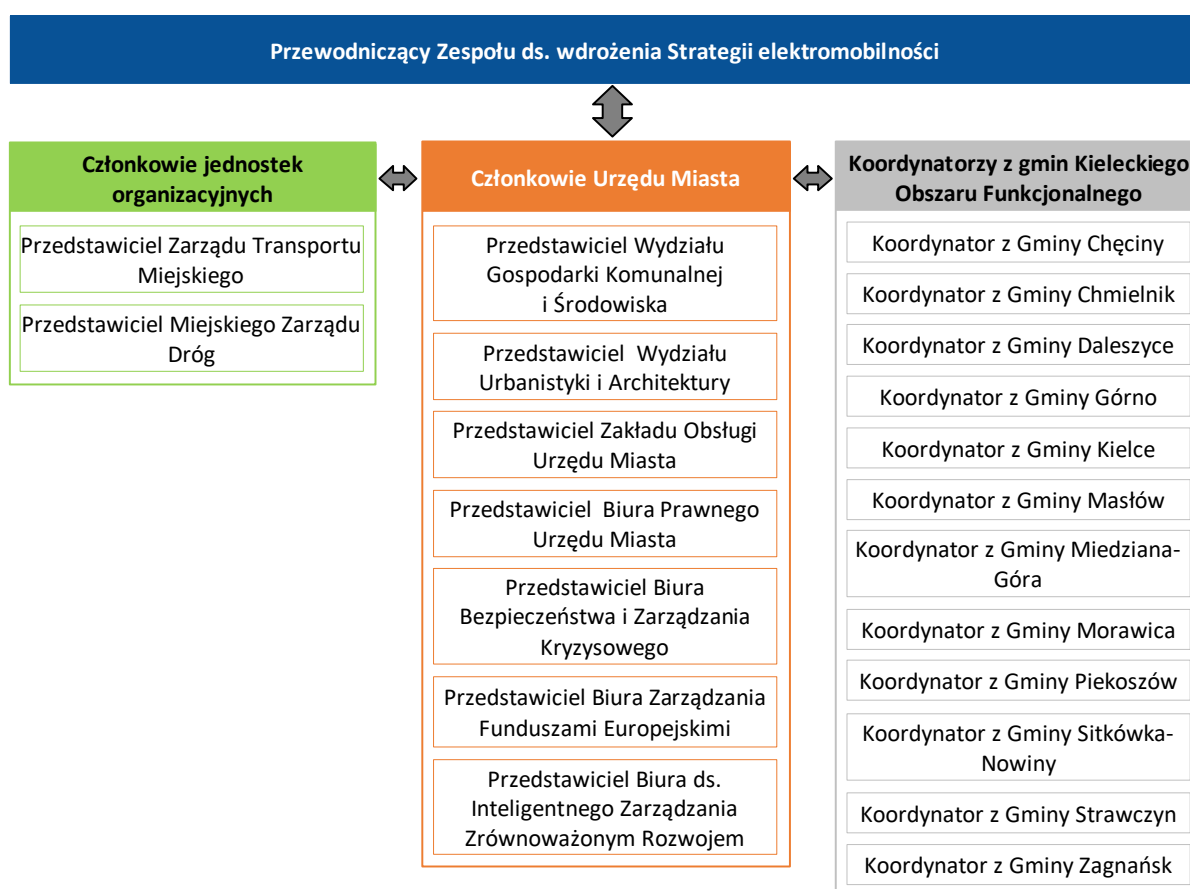 Przewodniczący Zespołu ds. wdrożenia Strategii elektromobilności
Członkowie jednostek
organizacyjnych
Przedstawiciel Zarządu Transportu
Miejskiego
Przedstawiciel Miejskiego Zarządu
Dróg
Członkowie Urzędu Miasta
Przedstawiciel Wydziału
Gospodarki Komunalnej
i Środowiska
Przedstawiciel Wydziału
Urbanistyki i Architektury
Przedstawiciel Zakładu Obsługi
Urzędu Miasta
Przedstawiciel Biura Prawnego
Urzędu Miasta
Przedstawiciel Biura
Bezpieczeństwa i Zarządzania
Kryzysowego
Przedstawiciel Biura Zarządzania
Funduszami Europejskimi
Przedstawiciel Biura ds.
Inteligentnego Zarządzania
Zrównoważonym Rozwojem
Koordynatorzy z gmin Kieleckiego
Obszaru Funkcjonalnego
Koordynator z Gminy Chęciny
Koordynator z Gminy Chmielnik
Koordynator z Gminy Daleszyce
Koordynator z Gminy Górno
Koordynator z Gminy Kielce
Koordynator z Gminy Masłów
Koordynator z Gminy Miedziana-
Góra
Koordynator z Gminy Morawica
Koordynator z Gminy Piekoszów
Koordynator z Gminy Sitkówka-
Nowiny
Koordynator z Gminy Strawczyn
Koordynator z Gminy Zagnańsk